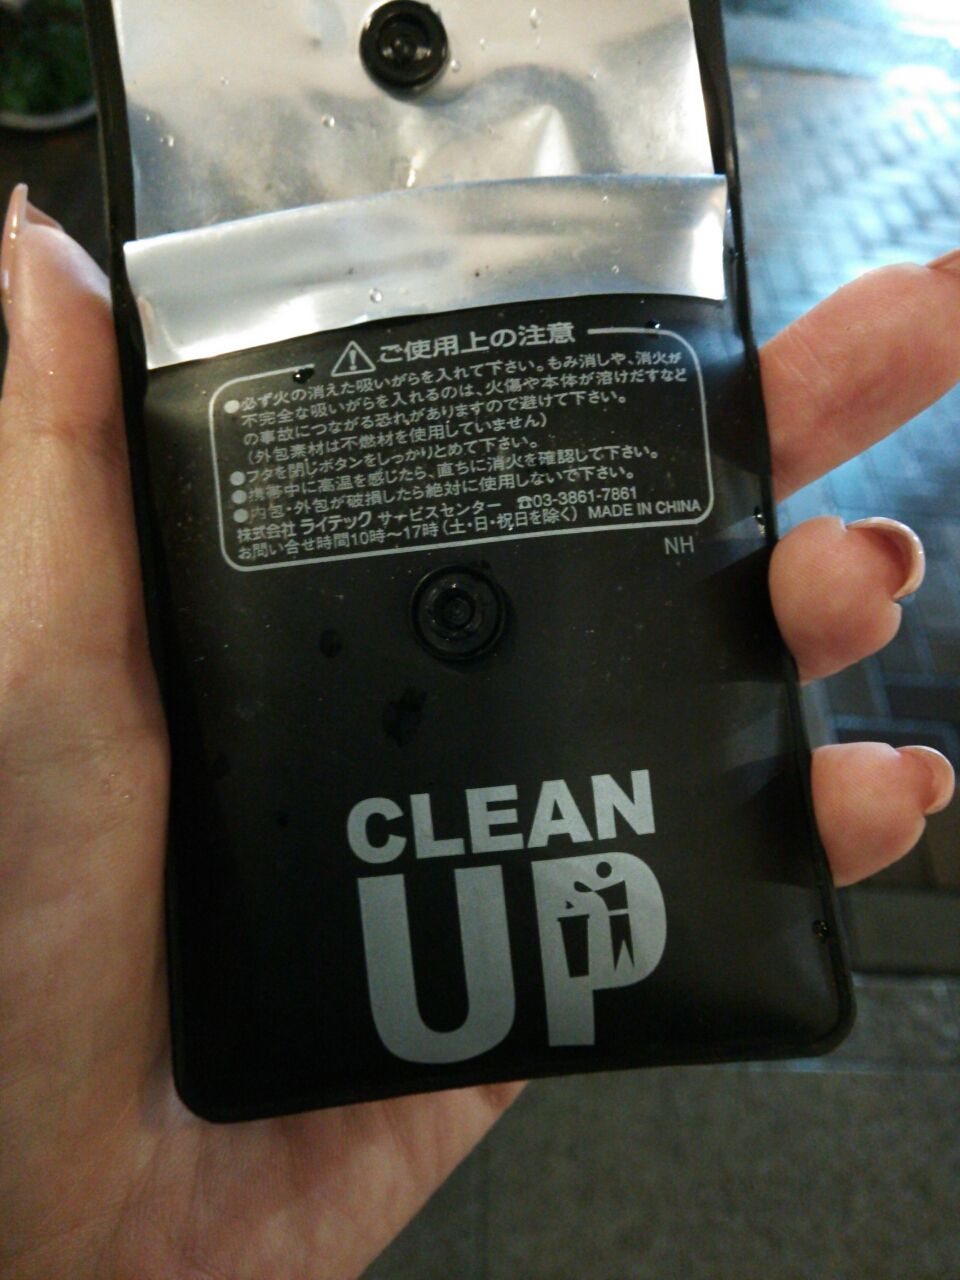 ご使用上の注意
●必ず火の消えた吸いがらを入れて下さい。もみ消しや、消火が
不完全な吸いがらを入れるのは、火傷や本体が溶けだすなど
の事故につながる恐れがありますので避けて下さい。
(外包素材は不燃材を使用していません)
●フタを閉じボタンをしっかりとめて下さい。
●携帯中に高温を感じたら、直ちに消火を確認して下さい。
●内包・外包が破損したら絶対に使用しないで下さい。
株式会社 ライテック サービスセンター ☎03-3861-7861
お問い合せ時間10時〜17時(土・日・祝日を除く) MADE IN CHINA
NH
CLEAN
UP